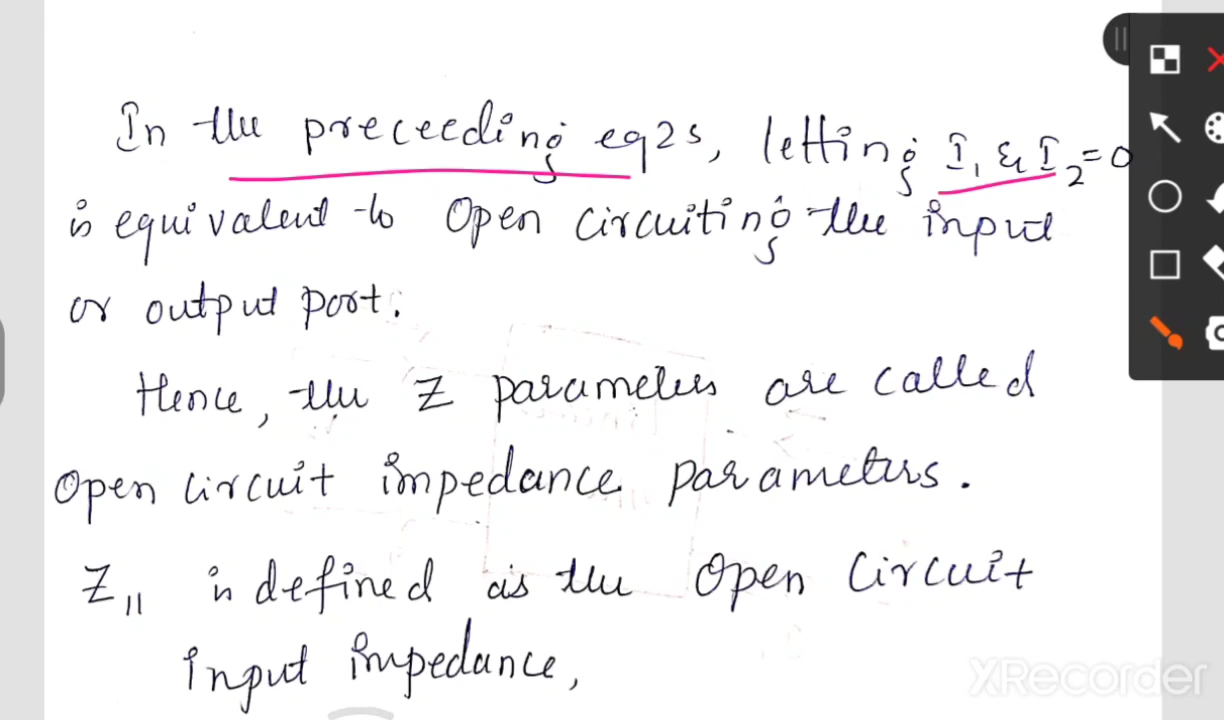 In the preceeding eq2s, letting I₁ & I₂=0
is equivalent to Open circuiting the input
or output port.
Hence, the Z parameters are called
Open circuit impedance parameters.
Z₁₁ is defined as the Open Circuit
input impedance,
XRecorder